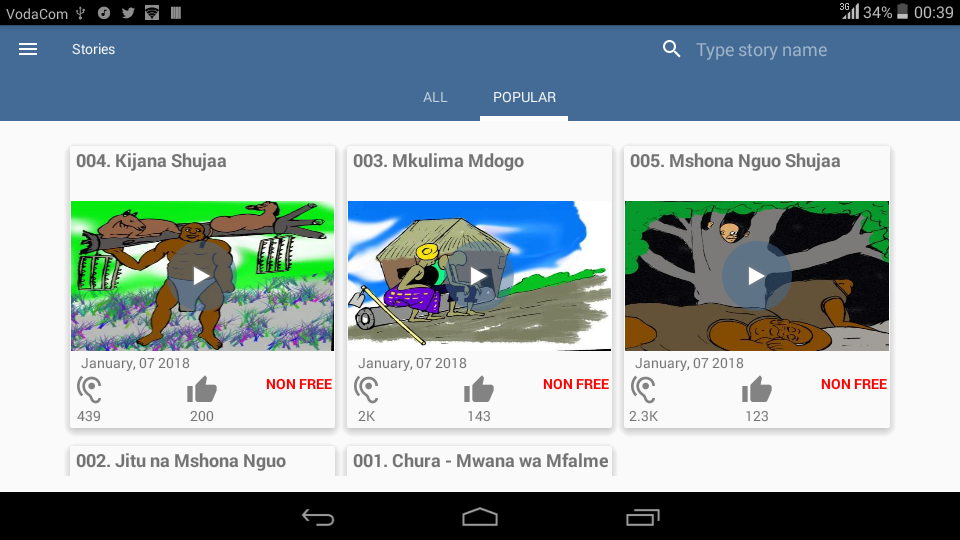 VodaCom 3G 34% 00:39
Stories Type story name
ALL POPULAR
004. Kijana Shujaa
003. Mkulima Mdogo
005. Mshona Nguo Shujaa
January, 07 2018
January, 07 2018
January, 07 2018
NON FREE
NON FREE
NON FREE
439 200
2K 143
2.3K 123
002. Jitu na Mshona Nguo
001. Chura - Mwana wa Mfalme